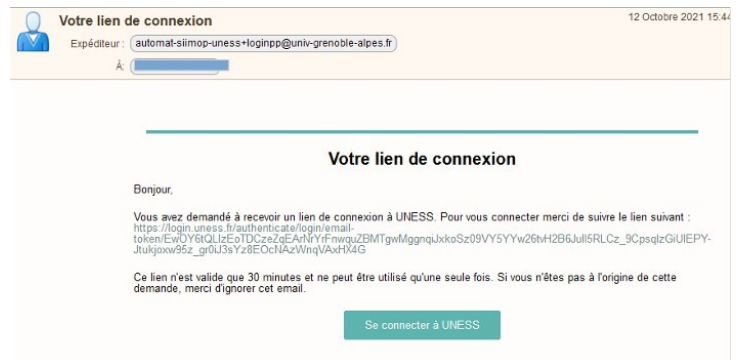 Votre lien de connexion
12 Octobre 2021 15:44
Expéditeur : automat-siimop-uness+loginpp@univ-grenoble-alpes.fr
À:
Votre lien de connexion
Bonjour,
Vous avez demandé à recevoir un lien de connexion à UNESS. Pour vous connecter merci de suivre le lien suivant :
https://login.uness.fr/authenticate/login/email-
Ce lien n'est valide que 30 minutes et ne peut être utilisé qu'une seule fois. Si vous n'êtes pas à l'origine de cette
demande, merci d'ignorer cet email.
Se connecter à UNESS